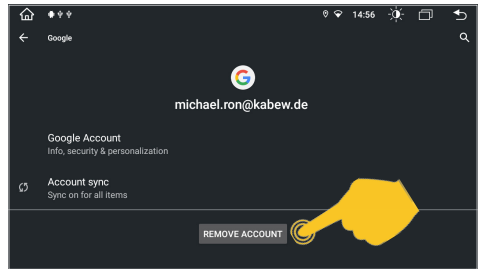 14:56
Google
michael.ron@kabew.de
Google Account
Info, security & personalization
Account sync
Sync on for all items
REMOVE ACCOUNT